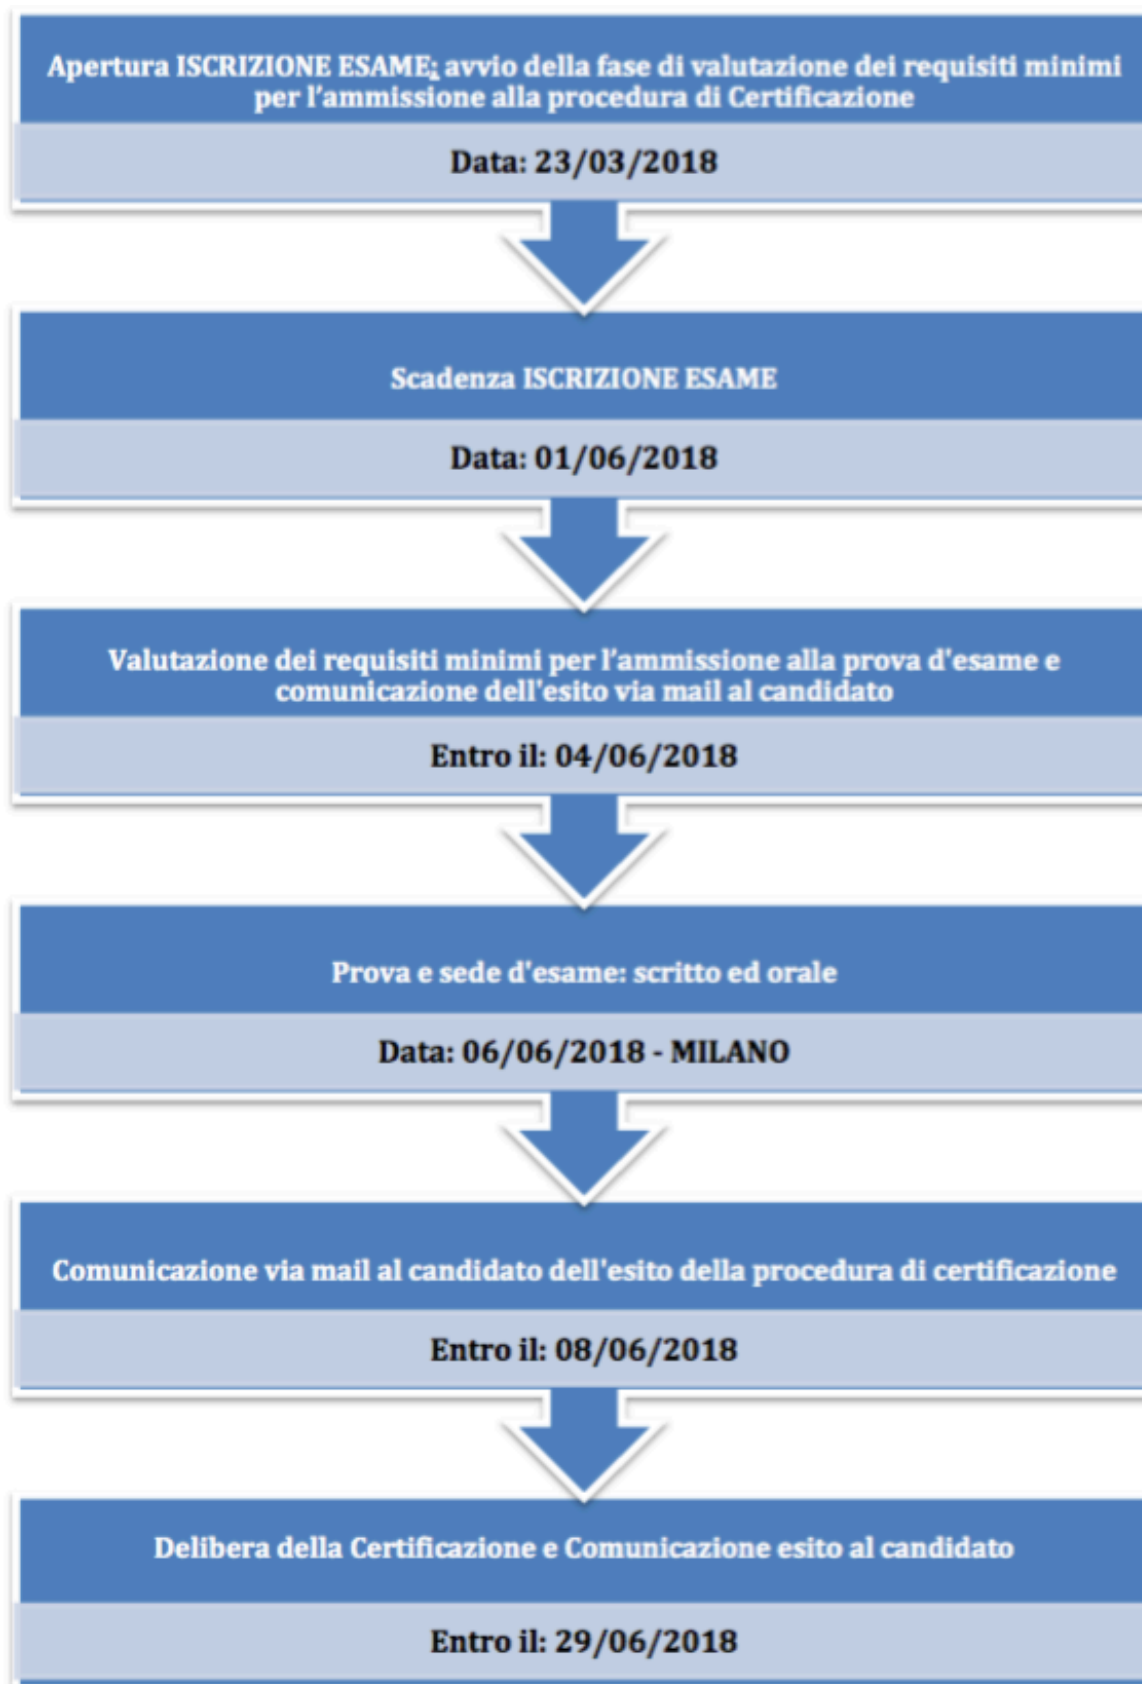 Apertura ISCRIZIONE ESAME; avvio della fase di valutazione dei requisiti minimi
per l'ammissione alla procedura di Certificazione
Data: 23/03/2018
Scadenza ISCRIZIONE ESAME
Data: 01/06/2018
Valutazione dei requisiti minimi per l'ammissione alla prova d'esame e
comunicazione dell'esito via mail al candidato
Entro il: 04/06/2018
Prova e sede d'esame: scritto ed orale
Data: 06/06/2018 - MILANO
Comunicazione via mail al candidato dell'esito della procedura di certificazione
Entro il: 08/06/2018
Delibera della Certificazione e Comunicazione esito al candidato
Entro il: 29/06/2018